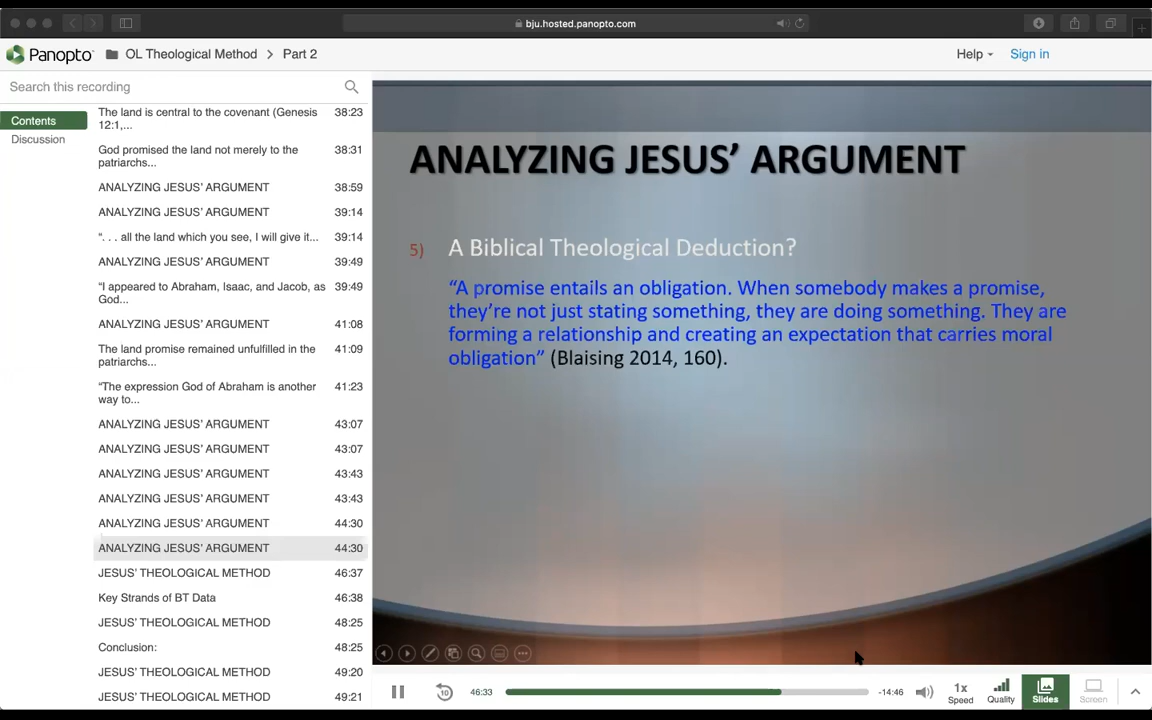 bju.hosted.panopto.com
Panopto
OL Theological Method > Part 2
Help
Sign in
Search this recording
Contents
Discussion
The land is central to the covenant (Genesis
12:1,...
38:23
God promised the land not merely to the
patriarchs...
38:31
ANALYZING JESUS' ARGUMENT 38:59
ANALYZING JESUS' ARGUMENT 39:14
“. . . all the land which you see, I will give it... 39:14
ANALYZING JESUS' ARGUMENT 39:49
“I appeared to Abraham, Isaac, and Jacob, as
God...
39:49
ANALYZING JESUS' ARGUMENT 41:08
The land promise remained unfulfilled in the
patriarchs...
41:09
“The expression God of Abraham is another
way to...
41:23
ANALYZING JESUS' ARGUMENT 43:07
ANALYZING JESUS' ARGUMENT 43:07
ANALYZING JESUS' ARGUMENT 43:43
ANALYZING JESUS' ARGUMENT 43:43
ANALYZING JESUS' ARGUMENT 44:30
ANALYZING JESUS' ARGUMENT 44:30
JESUS' THEOLOGICAL METHOD 46:37
Key Strands of BT Data 46:38
JESUS' THEOLOGICAL METHOD 48:25
Conclusion: 48:25
JESUS' THEOLOGICAL METHOD 49:20
JESUS' THEOLOGICAL METHOD 49:21
ANALYZING JESUS' ARGUMENT
5) A Biblical Theological Deduction?
“A promise entails an obligation. When somebody makes a promise,
they're not just stating something, they are doing something. They are
forming a relationship and creating an expectation that carries moral
obligation” (Blaising 2014, 160).
10
46:33
-14:46
1x
Speed
Quality
Slides
Screen